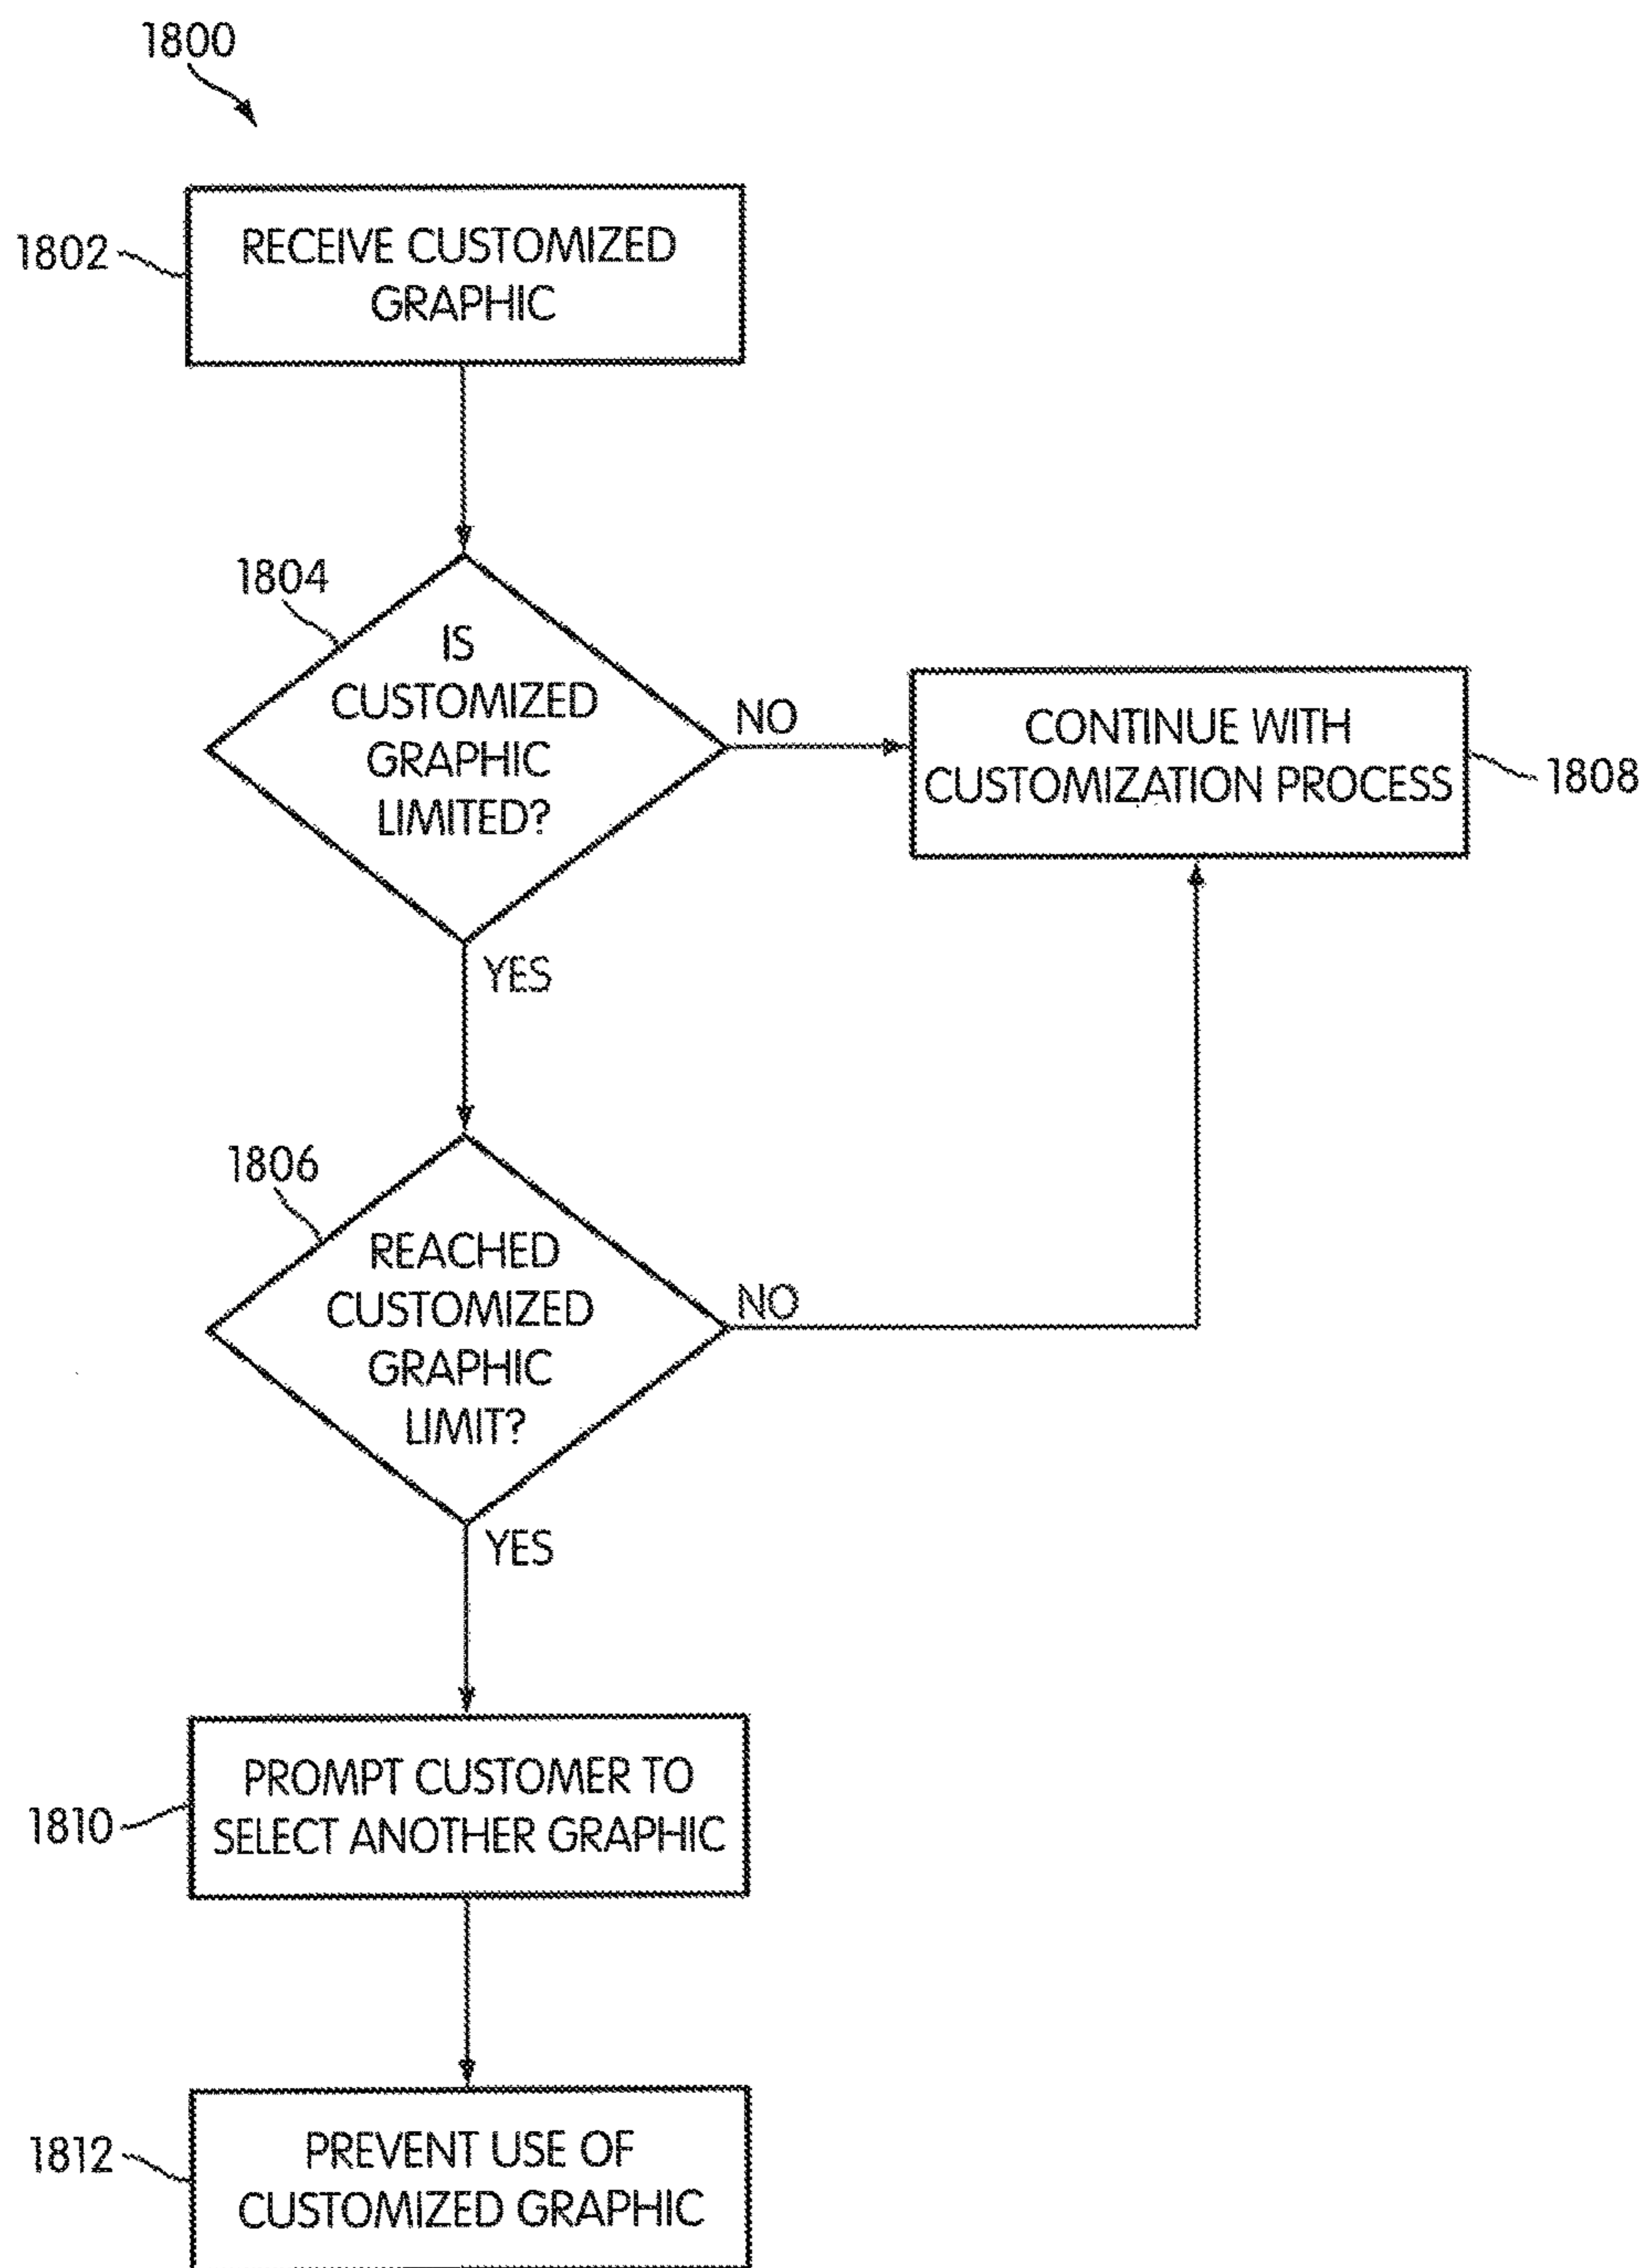 1800
1802
RECEIVE CUSTOMIZED
GRAPHIC
1804
IS
CUSTOMIZED
GRAPHIC
LIMITED?
NO
CONTINUE WITH
CUSTOMIZATION PROCESS
1808
YES
1806
REACHED
CUSTOMIZED
GRAPHIC
LIMIT?
NO
YES
1810
PROMPT CUSTOMER TO
SELECT ANOTHER GRAPHIC
1812
PREVENT USE OF
CUSTOMIZED GRAPHIC